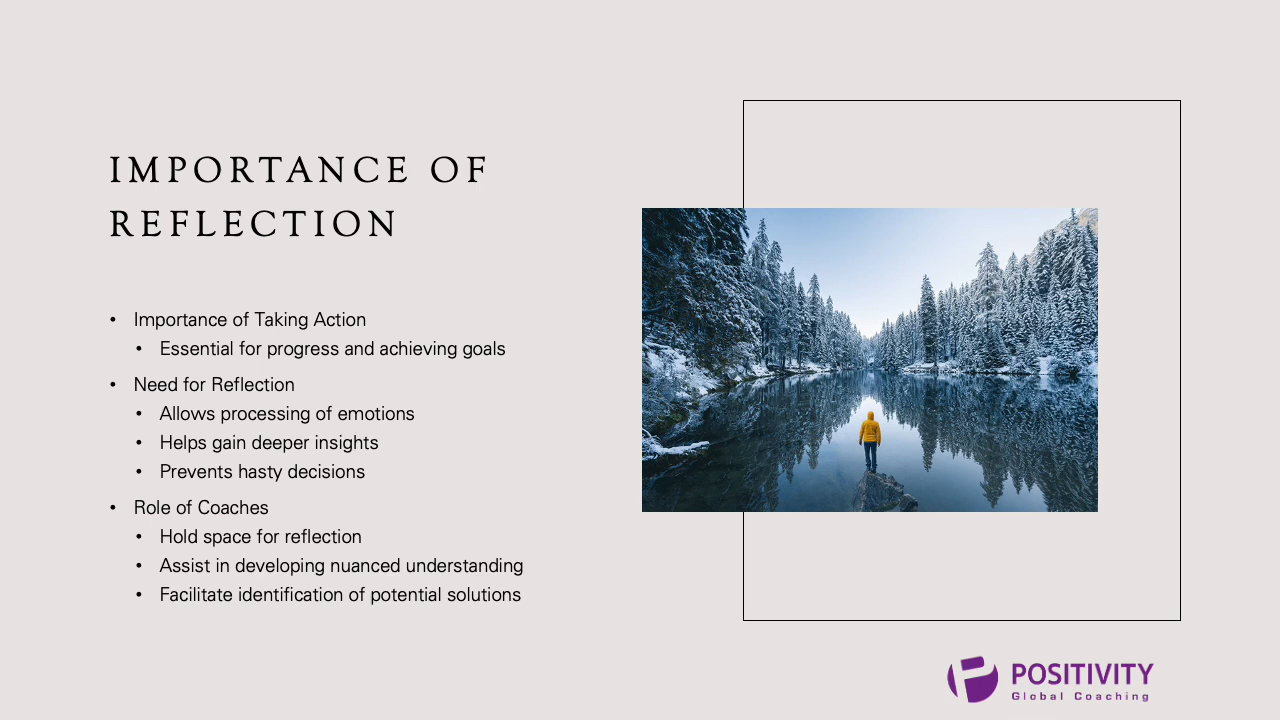 IMPORTANCE OF
REFLECTION
• Importance of Taking Action
• Essential for progress and achieving goals
• Need for Reflection
• Allows processing of emotions
• Helps gain deeper insights
• Prevents hasty decisions
• Role of Coaches
• Hold space for reflection
• Assist in developing nuanced understanding
• Facilitate identification of potential solutions
POSITIVITY
Global Coaching